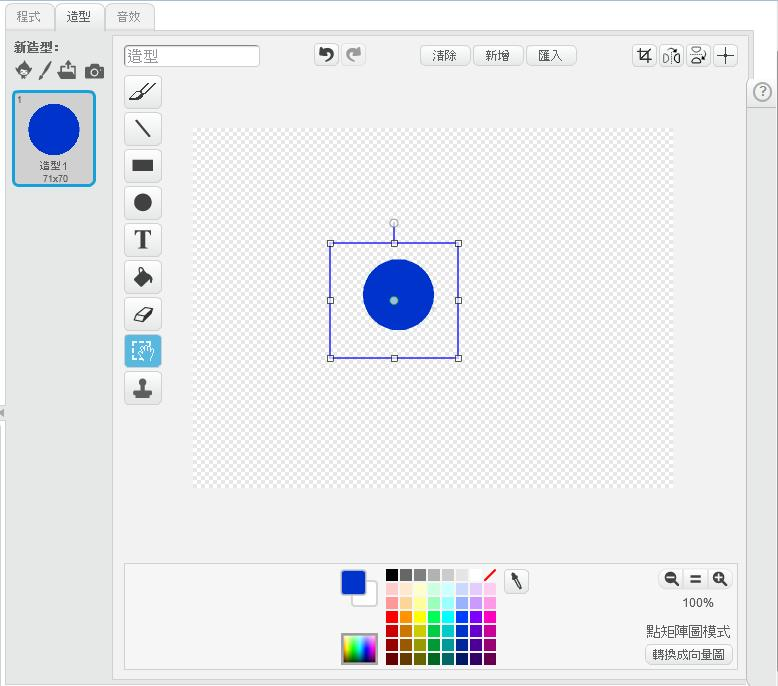 程式 造型 音效
新造型:
造型 清除 新增 匯入
?
1
造型1
71x70
T
100%
點矩陣圖模式
轉換成向量圖